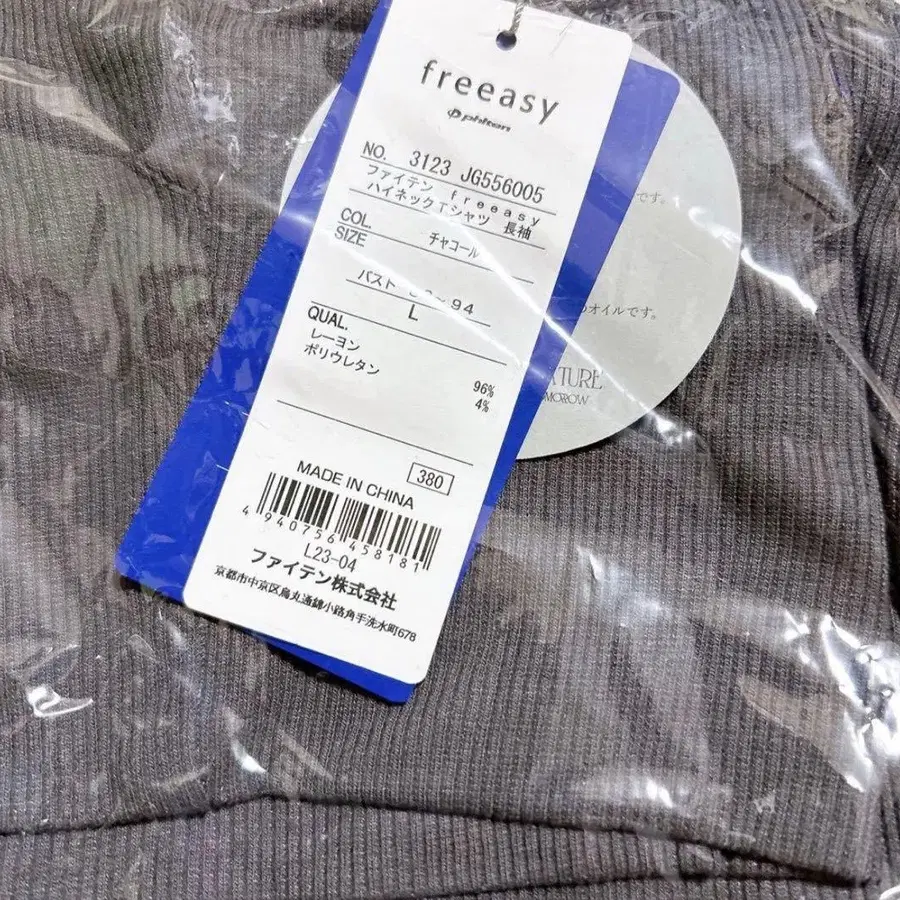 freeasy
phiten
NO. 3123 JG556005
ファイテン freeasy
ハイネックTシャツ 長袖
COL. チャコール
SIZE
バスト ~94
L
QUAL.
レーヨン 96%
ポリウレタン 4%
380
MADE IN CHINA
4 940756 458181
L23-04
ファイテン株式会社
京都市中京区烏丸通錦小路角手洗水町678
です。
オイルです。
ATURE
MOROW